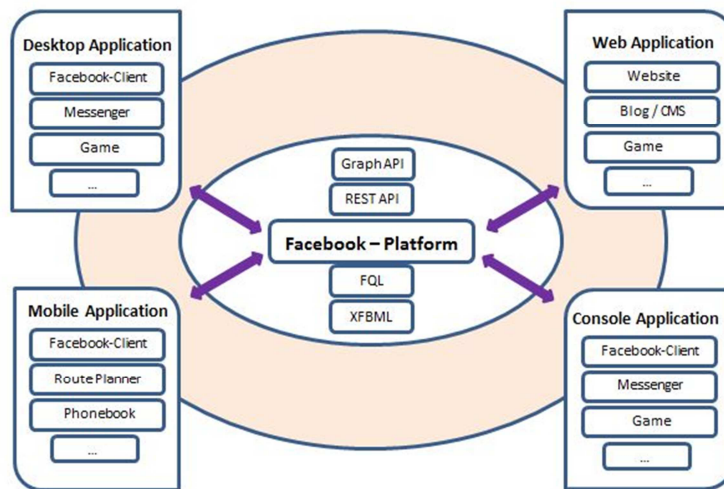 Desktop Application
Facebook-Client
Messenger
Game
...
Web Application
Website
Blog / CMS
Game
...
Graph API
REST API
Facebook – Platform
FQL
XFBML
Mobile Application
Facebook-Client
Route Planner
Phonebook
...
Console Application
Facebook-Client
Messenger
Game
...